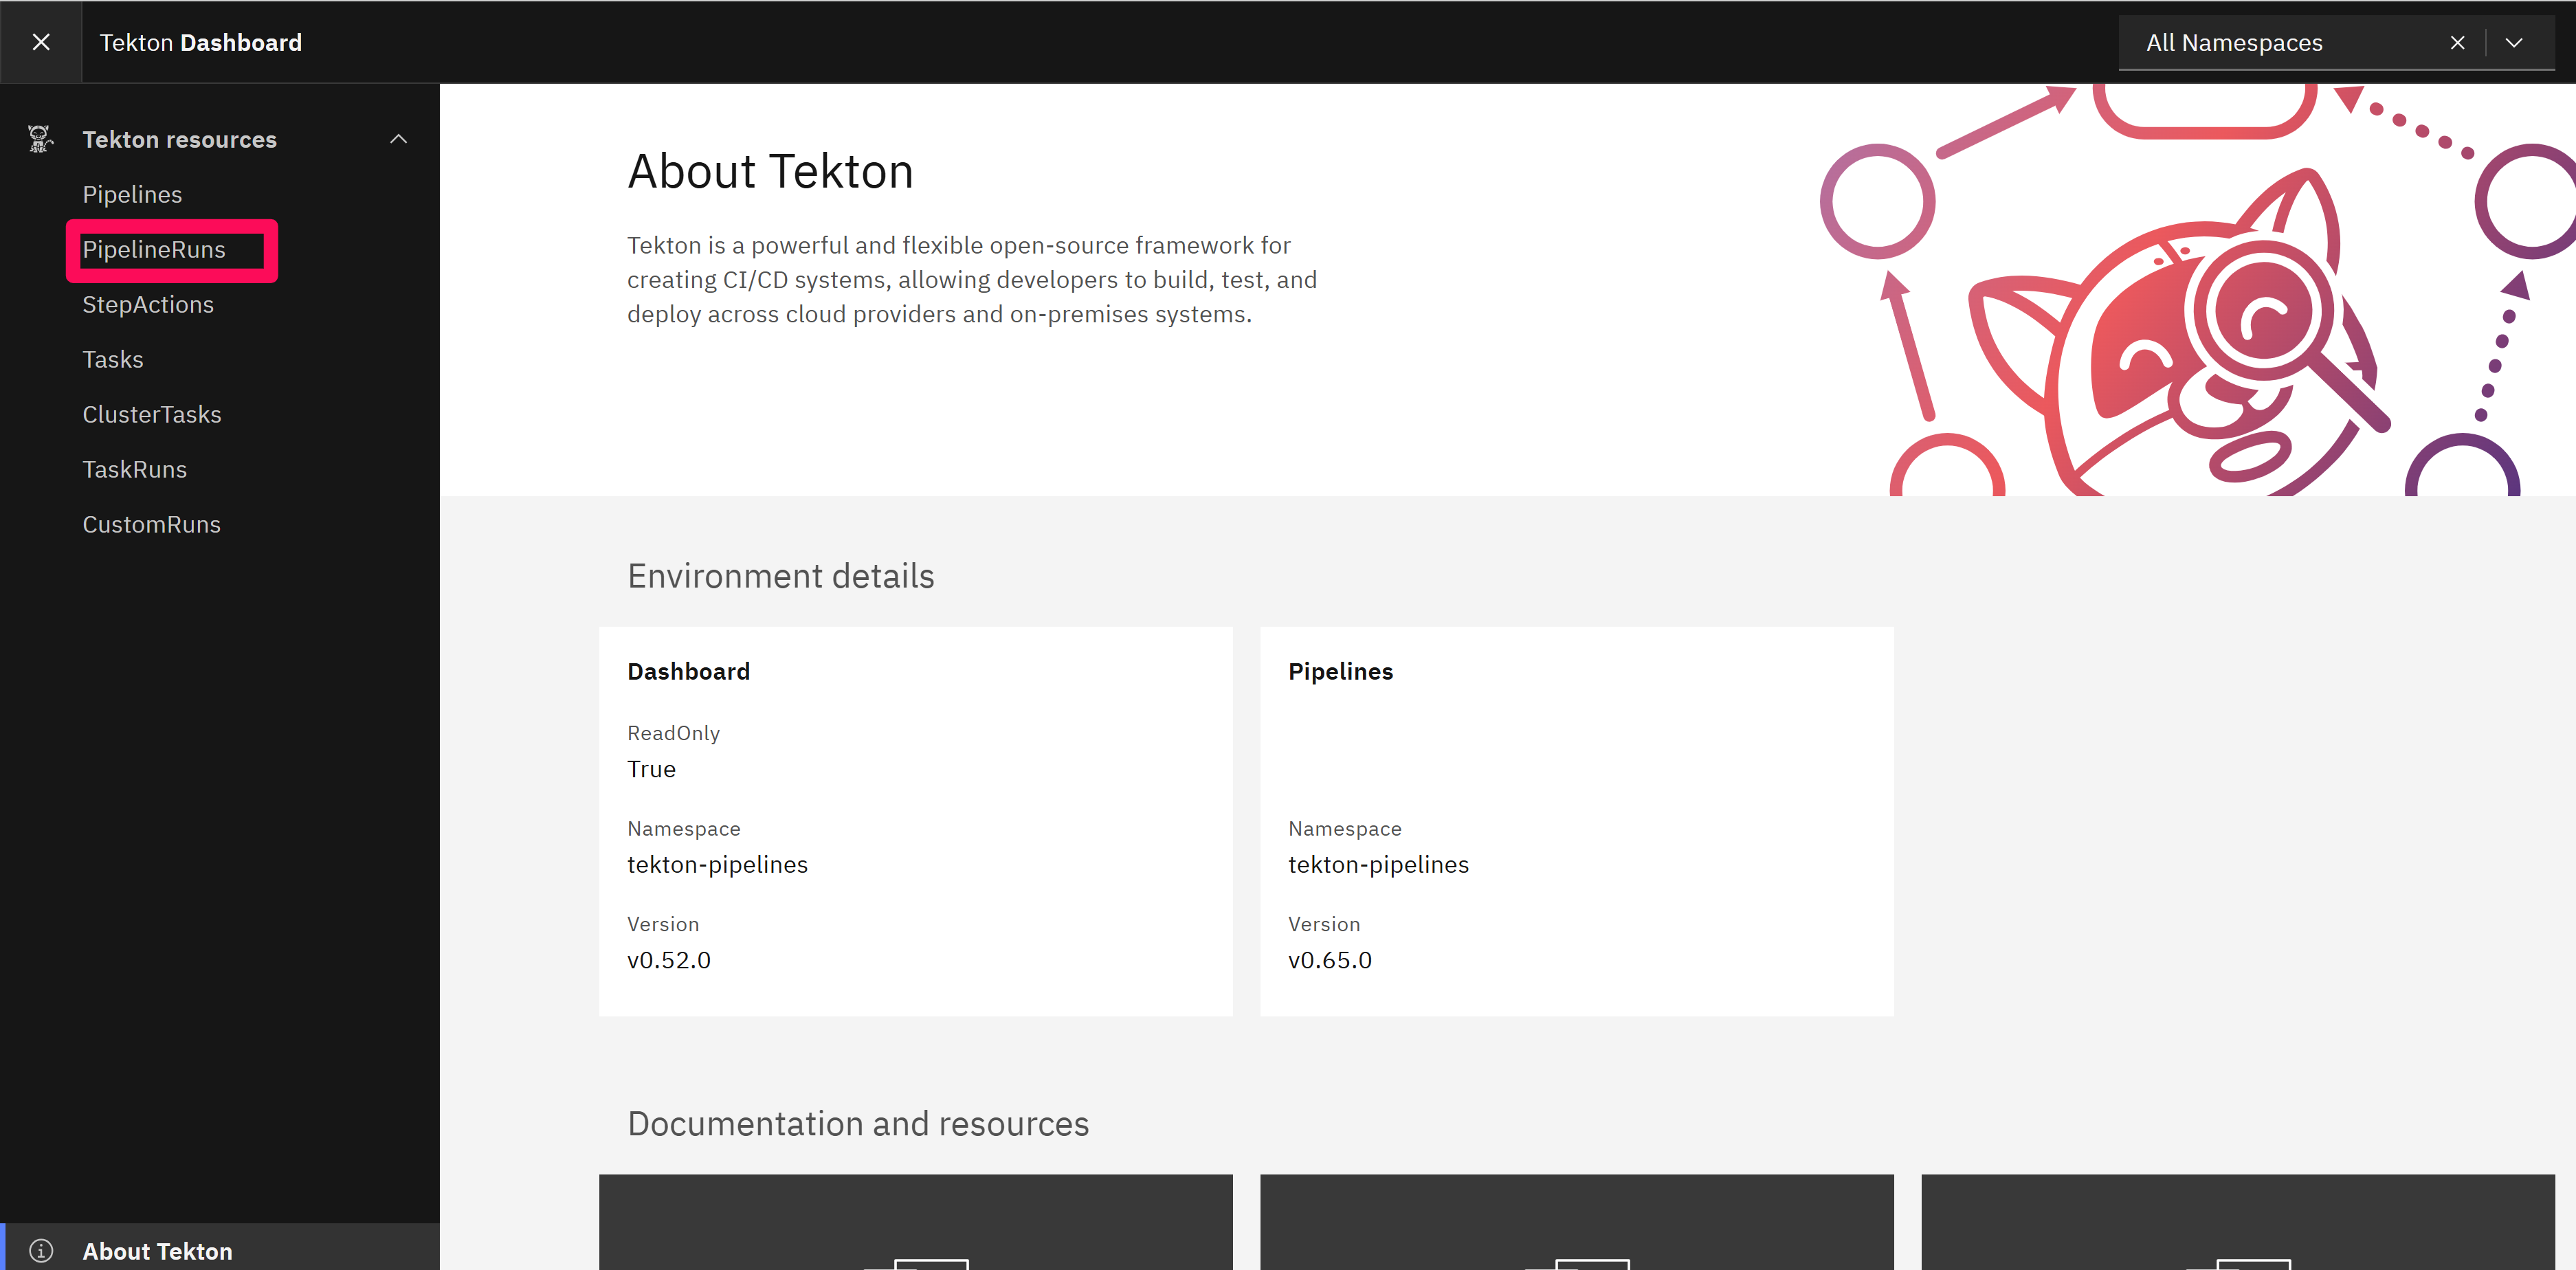 Tekton Dashboard
All Namespaces
Tekton resources
Pipelines
PipelineRuns
StepActions
Tasks
ClusterTasks
TaskRuns
CustomRuns
About Tekton
About Tekton
Tekton is a powerful and flexible open-source framework for
creating CI/CD systems, allowing developers to build, test, and
deploy across cloud providers and on-premises systems.
Environment details
Dashboard
ReadOnly
True
Namespace
tekton-pipelines
Version
v0.52.0
Pipelines
Namespace
tekton-pipelines
Version
v0.65.0
Documentation and resources